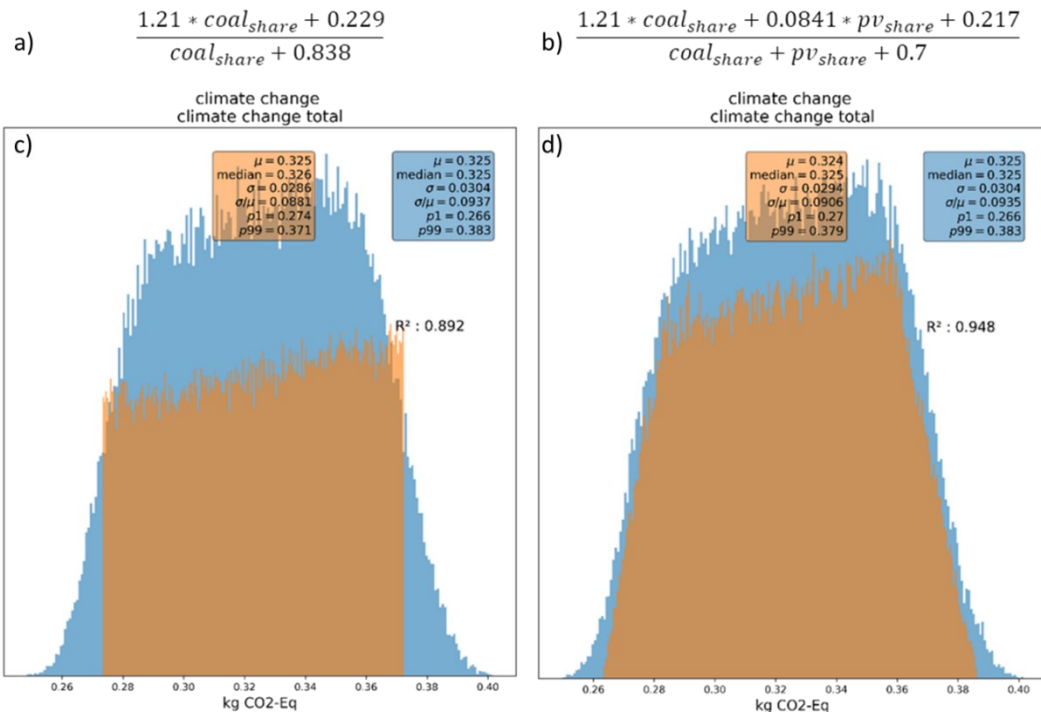 a) 1.21 * coal_share + 0.229
coal_share + 0.838
b) 1.21 * coal_share + 0.0841 * pv_share + 0.217
coal_share + pv_share + 0.7
climate change
climate change total
c)
μ = 0.325
median = 0.326
σ = 0.0286
σ/μ = 0.0881
p1 = 0.274
p99 = 0.371
μ = 0.325
median = 0.325
σ = 0.0304
σ/μ = 0.0937
p1 = 0.266
p99 = 0.383
R² : 0.892
0.26 0.28 0.30 0.32 0.34 0.36 0.38 0.40
kg CO2-Eq
climate change
climate change total
d)
μ = 0.324
median = 0.325
σ = 0.0294
σ/μ = 0.0906
p1 = 0.27
p99 = 0.379
μ = 0.325
median = 0.325
σ = 0.0304
σ/μ = 0.0935
p1 = 0.266
p99 = 0.383
R² : 0.948
0.26 0.28 0.30 0.32 0.34 0.36 0.38 0.40
kg CO2-Eq